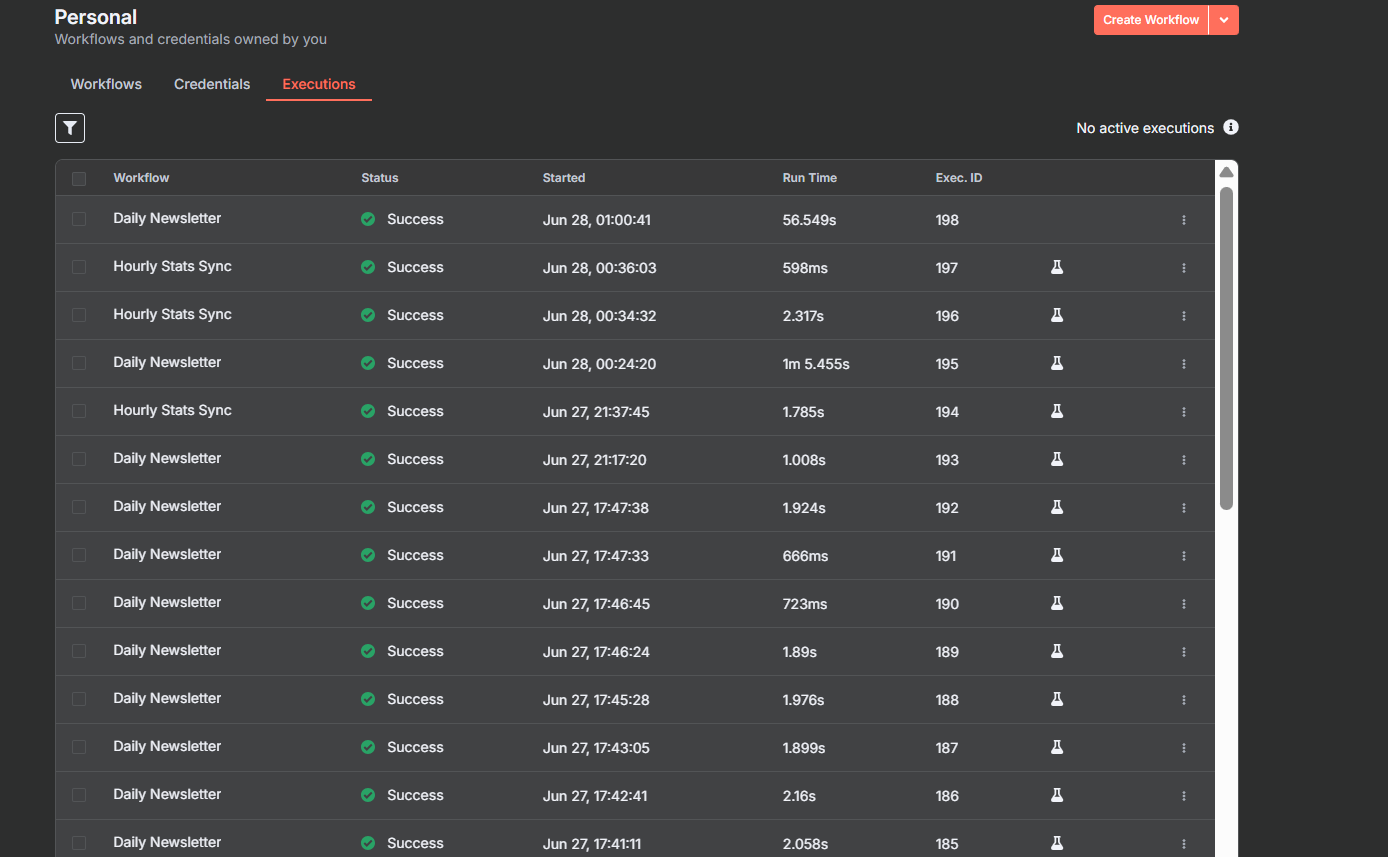 Personal
Create Workflow
Workflows and credentials owned by you
Workflows Credentials Executions
No active executions
Workflow Status Started Run Time Exec. ID
Daily Newsletter Success Jun 28, 01:00:41 56.549s 198
Hourly Stats Sync Success Jun 28, 00:36:03 598ms 197
Hourly Stats Sync Success Jun 28, 00:34:32 2.317s 196
Daily Newsletter Success Jun 28, 00:24:20 1m 5.455s 195
Hourly Stats Sync Success Jun 27, 21:37:45 1.785s 194
Daily Newsletter Success Jun 27, 21:17:20 1.008s 193
Daily Newsletter Success Jun 27, 17:47:38 1.924s 192
Daily Newsletter Success Jun 27, 17:47:33 666ms 191
Daily Newsletter Success Jun 27, 17:46:45 723ms 190
Daily Newsletter Success Jun 27, 17:46:24 1.89s 189
Daily Newsletter Success Jun 27, 17:45:28 1.976s 188
Daily Newsletter Success Jun 27, 17:43:05 1.899s 187
Daily Newsletter Success Jun 27, 17:42:41 2.16s 186
Daily Newsletter Success Jun 27, 17:41:11 2.058s 185